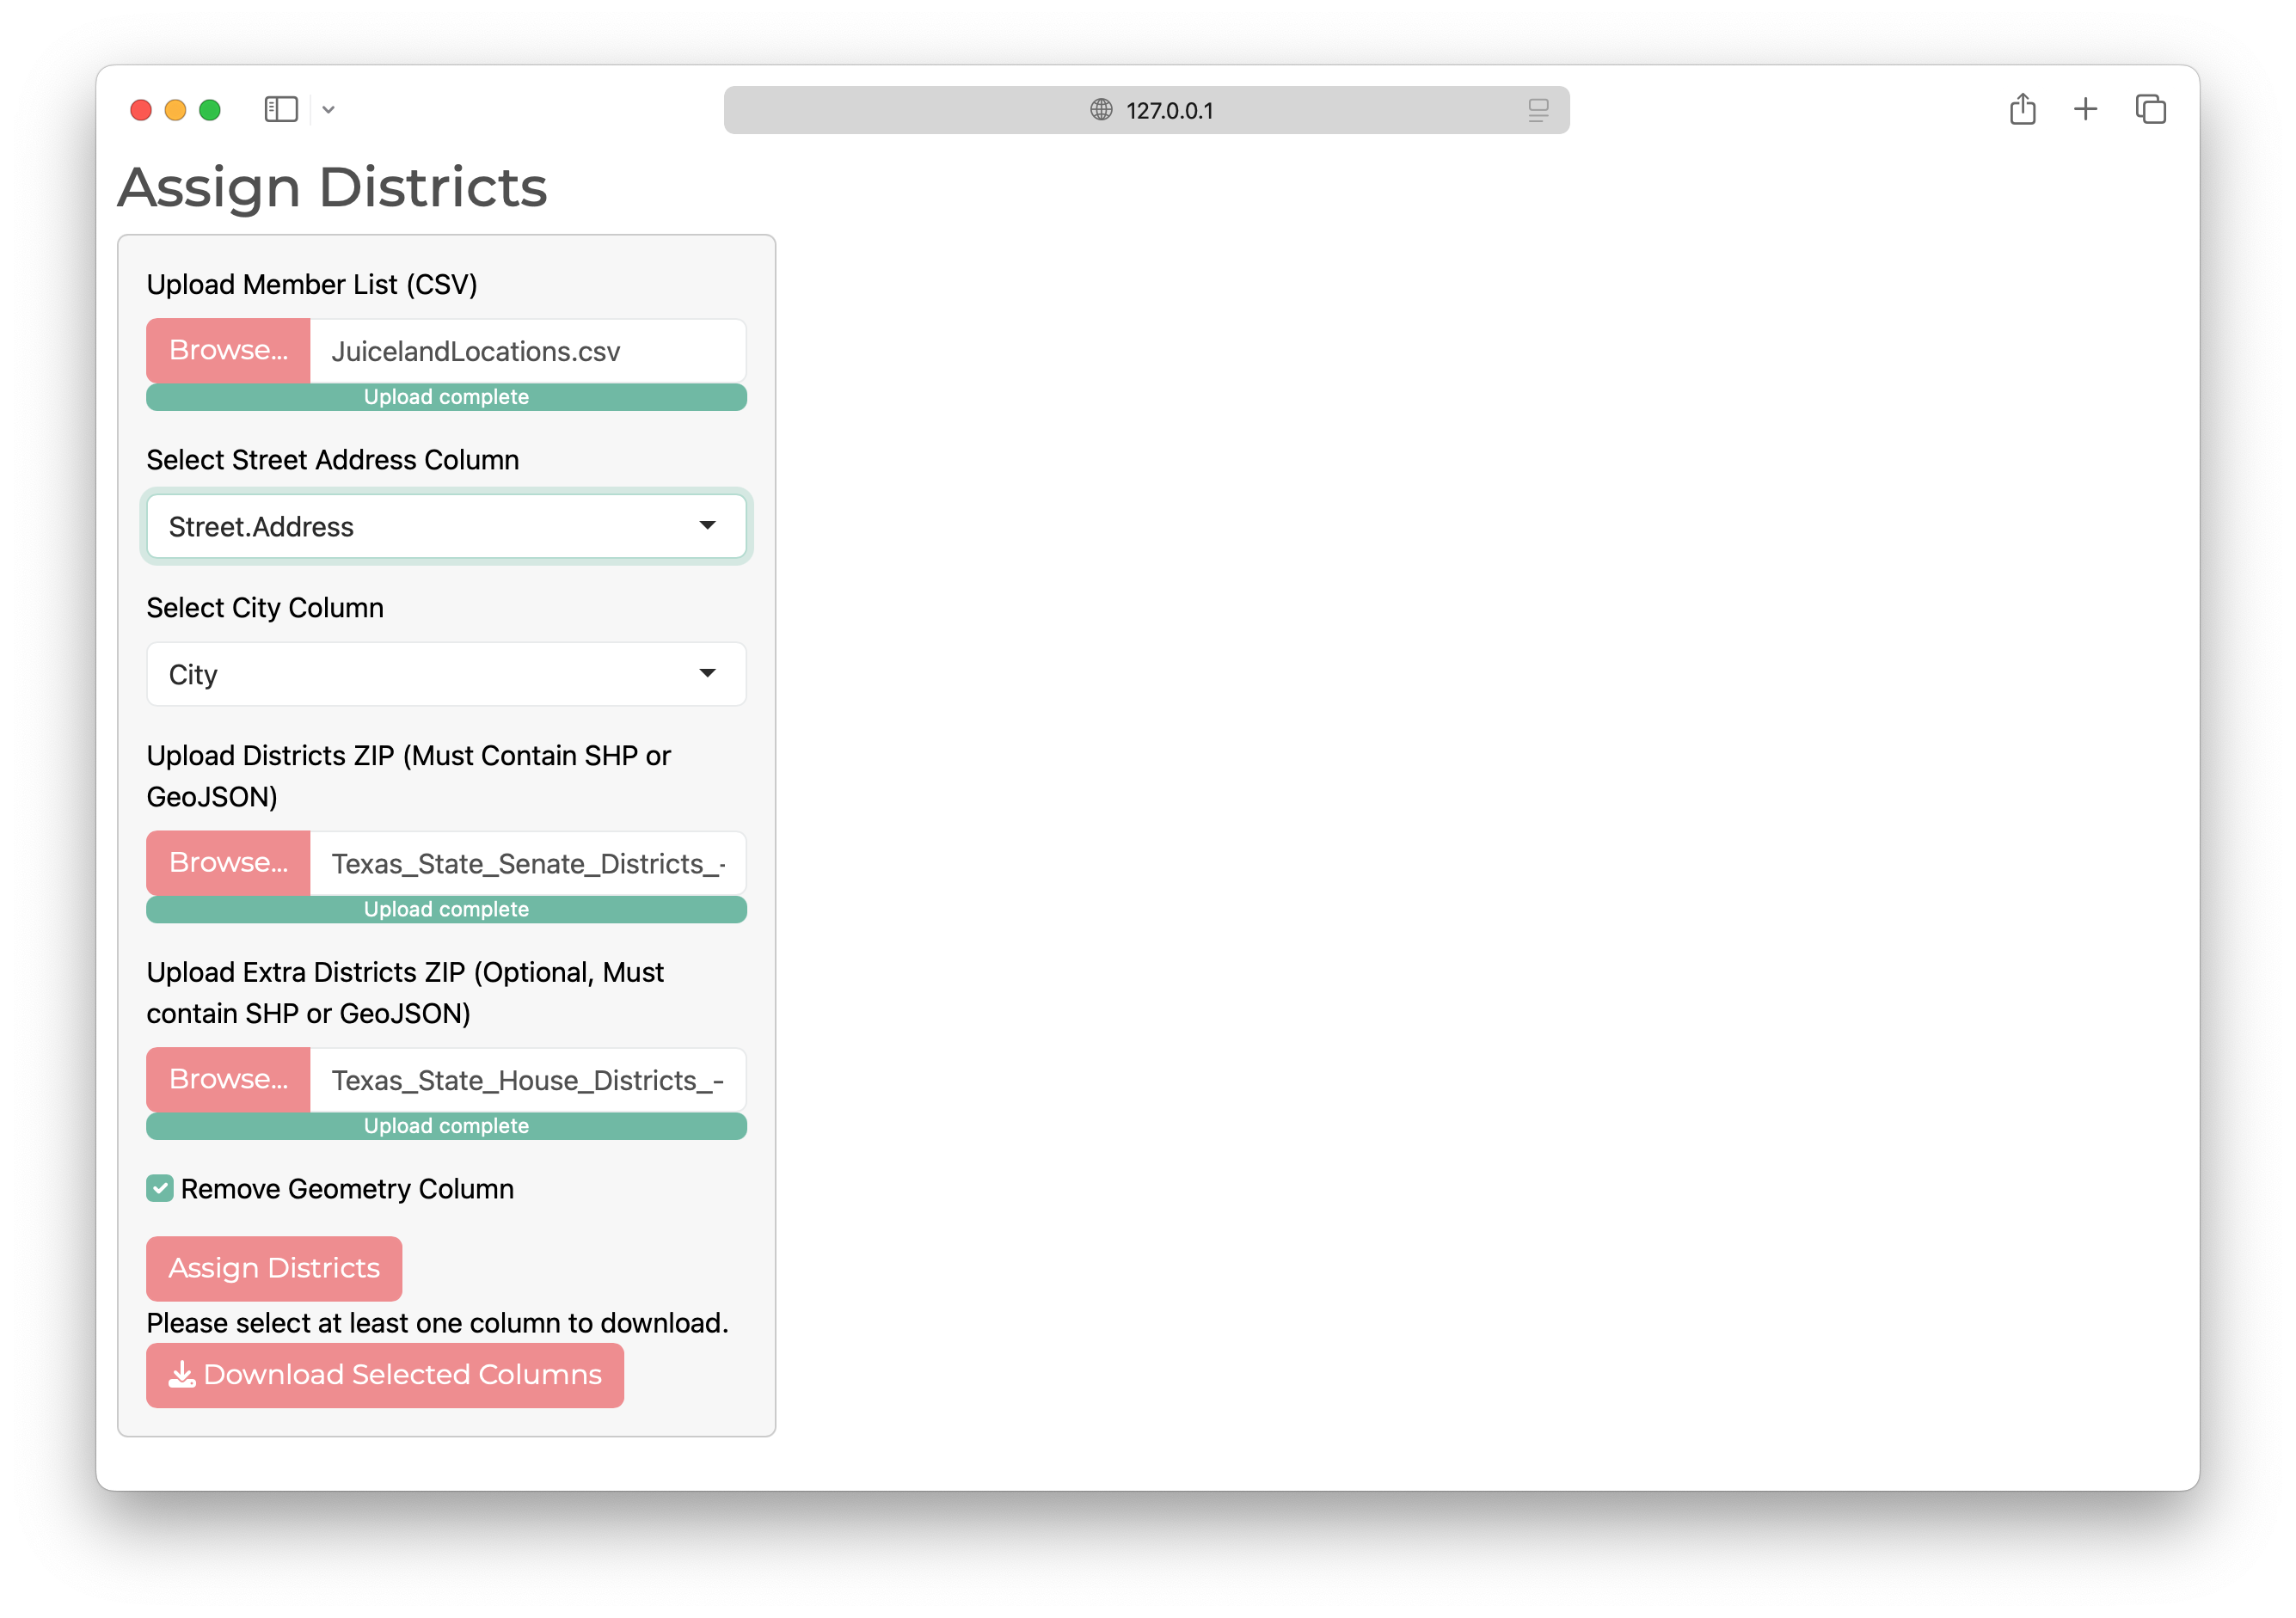 127.0.0.1
Assign Districts
Upload Member List (CSV)
Browse... JuicelandLocations.csv
Upload complete
Select Street Address Column
Street.Address
Select City Column
City
Upload Districts ZIP (Must Contain SHP or
GeoJSON)
Browse... Texas_State_Senate_Districts_-
Upload complete
Upload Extra Districts ZIP (Optional, Must
contain SHP or GeoJSON)
Browse... Texas_State_House_Districts_-
Upload complete
Remove Geometry Column
Assign Districts
Please select at least one column to download.
Download Selected Columns